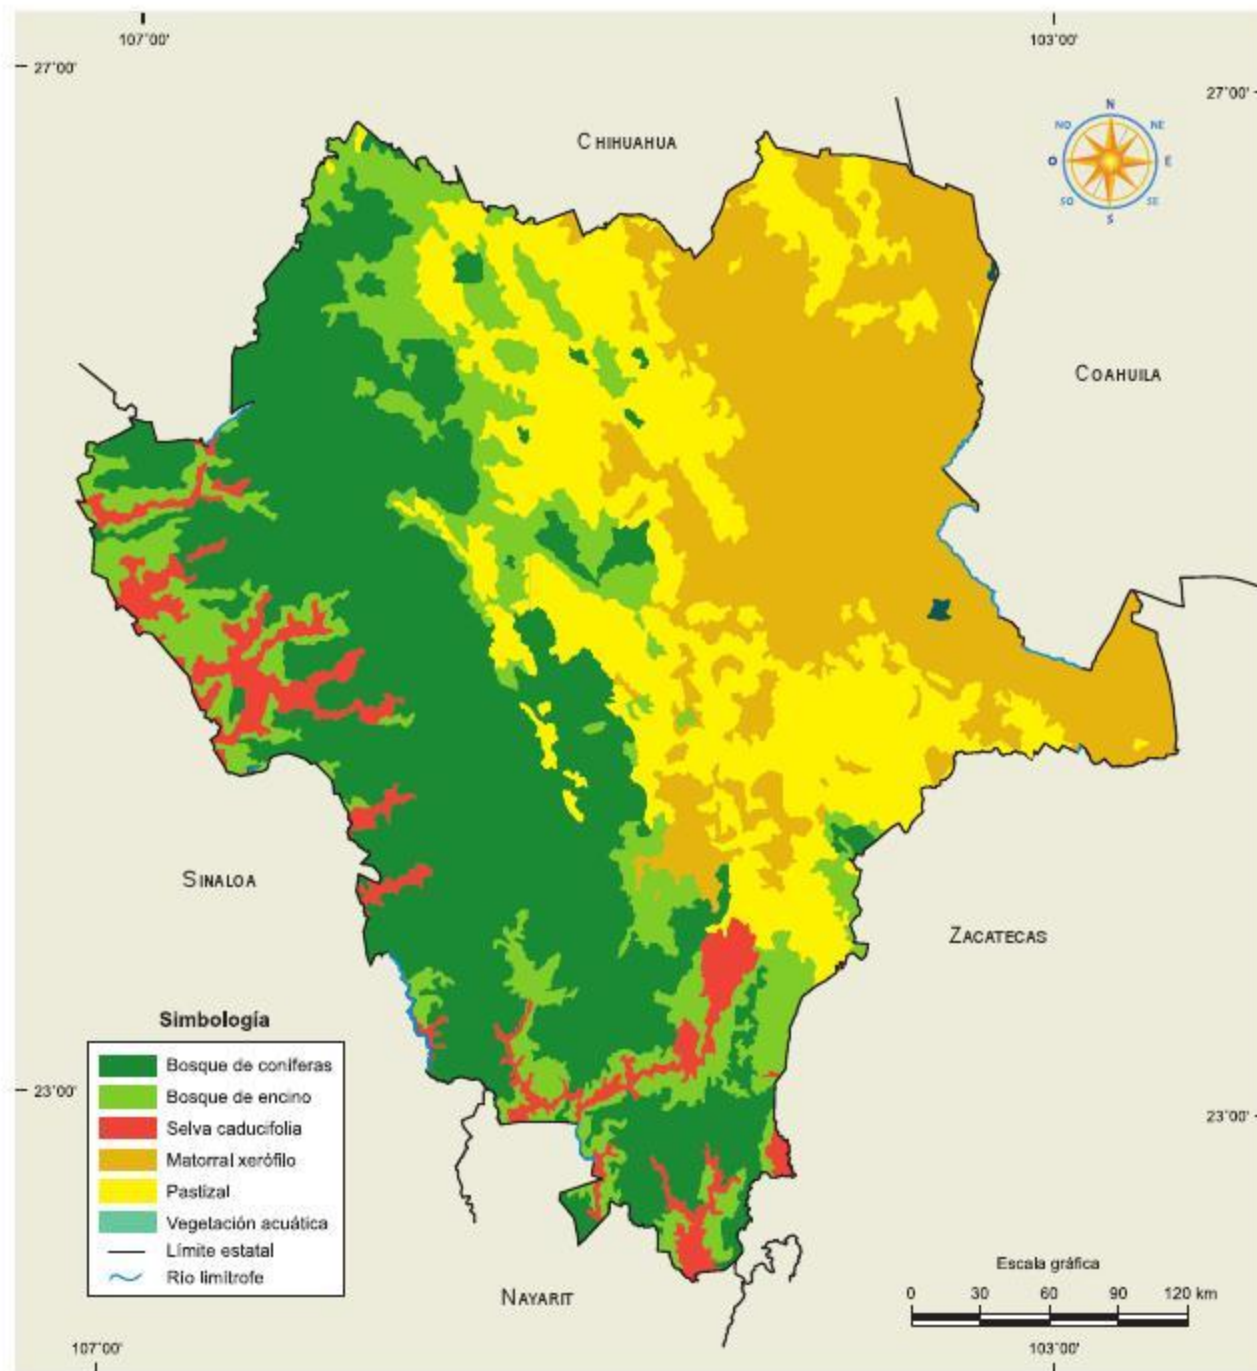 107°00'
103°00'
27°00'
27°00'
CHIHUAHUA
N
NO
NE
O
E
SO
SE
S
COAHUILA
SINALOA
ZACATECAS
Simbología
Bosque de coníferas
Bosque de encino
Selva caducifolia
Matorral xerófilo
Pastizal
Vegetación acuática
Límite estatal
Río limítrofe
23°00'
23°00'
NAYARIT
Escala gráfica
0 30 60 90 120 km
107°00'
103°00'